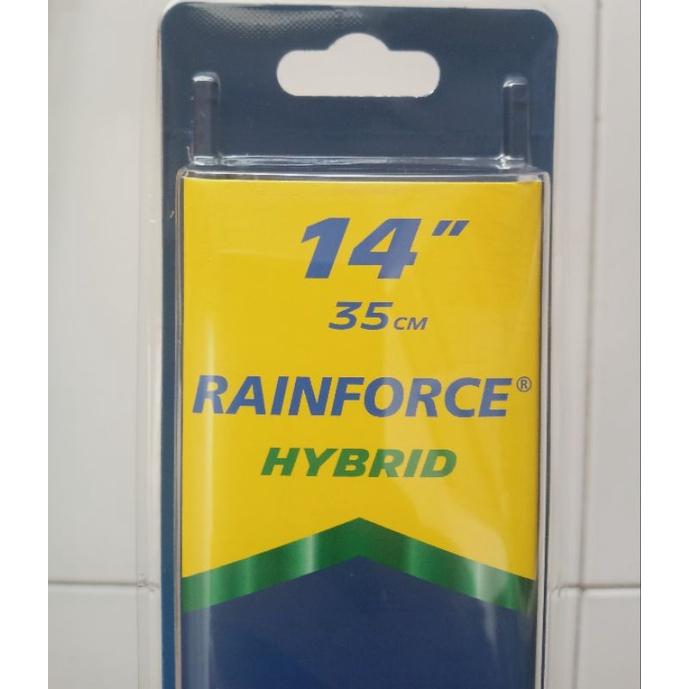 14"
35CM
RAINFORCE®
HYBRID